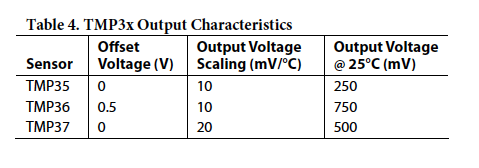 Table 4. TMP3x Output Characteristics
Offset Output Voltage Output Voltage
Sensor Voltage (V) Scaling (mV/°C) @ 25°C (mV)
TMP35 0 10 250
TMP36 0.5 10 750
TMP37 0 20 500